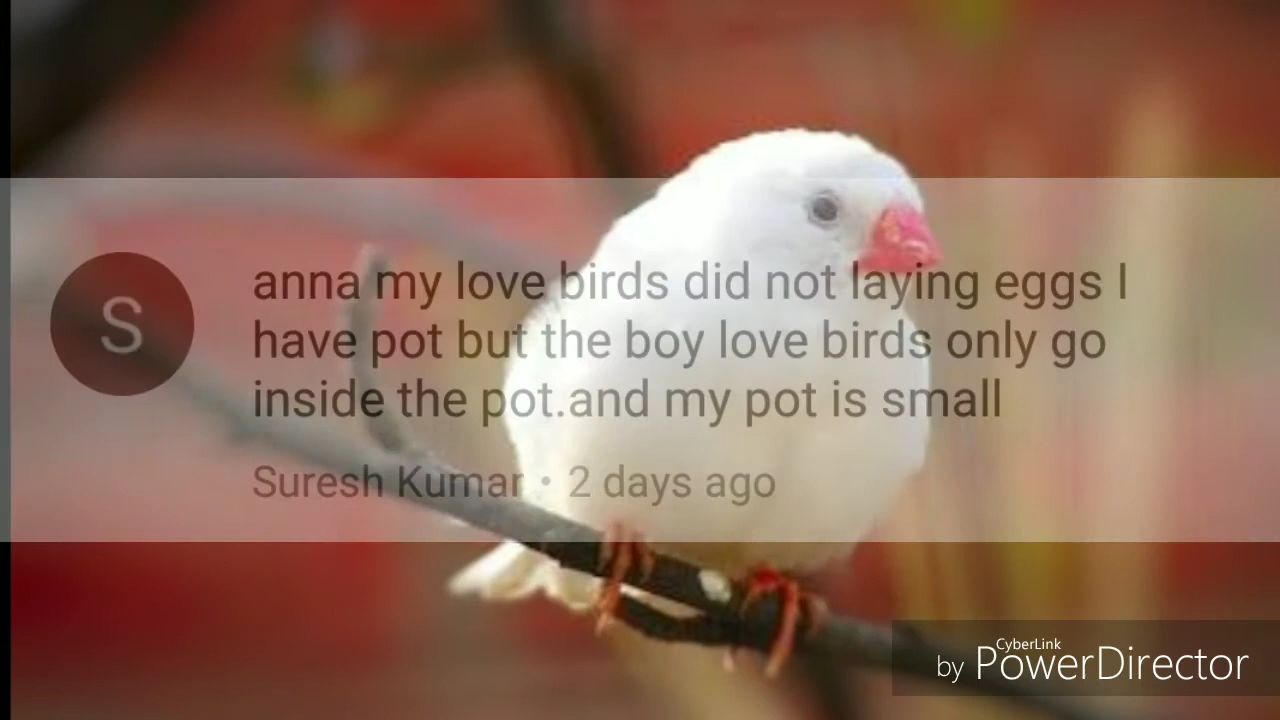 S
anna my love birds did not laying eggs I
have pot but the boy love birds only go
inside the pot.and my pot is small
Suresh Kumar • 2 days ago
CyberLink
by PowerDirector